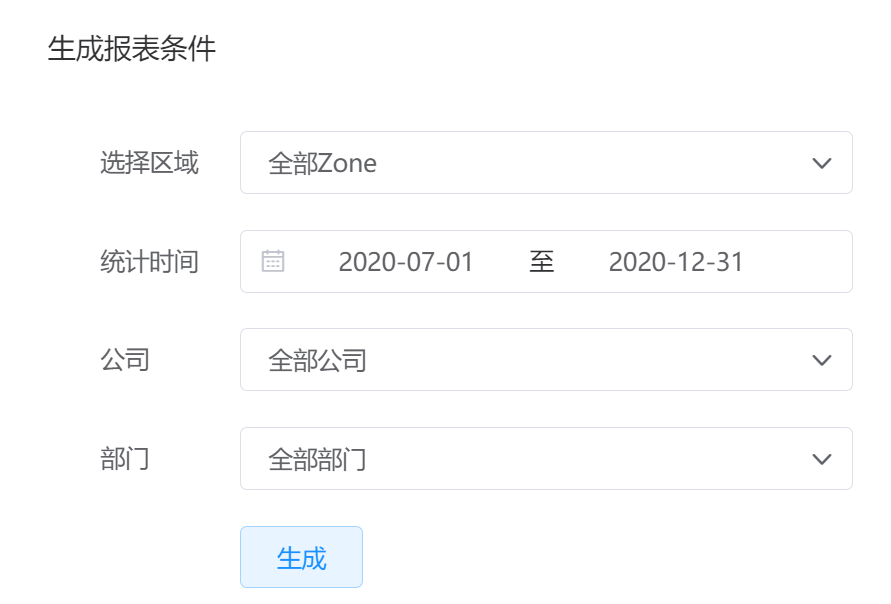 生成报表条件
选择区域 全部Zone
统计时间 2020-07-01 至 2020-12-31
公司 全部公司
部门 全部部门
生成